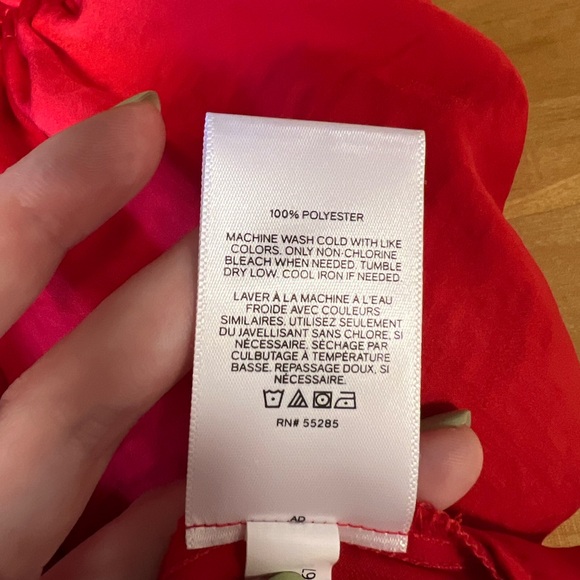 100% POLYESTER
MACHINE WASH COLD WITH LIKE
COLORS. ONLY NON-CHLORINE
BLEACH WHEN NEEDED. TUMBLE
DRY LOW. COOL IRON IF NEEDED.
LAVER À LA MACHINE À L'EAU
FROIDE AVEC COULEURS
SIMILAIRES. UTILISEZ SEULEMENT
DU JAVELLISANT SANS CHLORE, SI
NÉCESSAIRE. SÉCHAGE PAR
CULBUTAGE À TEMPÉRATURE
BASSE. REPASSAGE DOUX, SI
NÉCESSAIRE.
RN# 55285